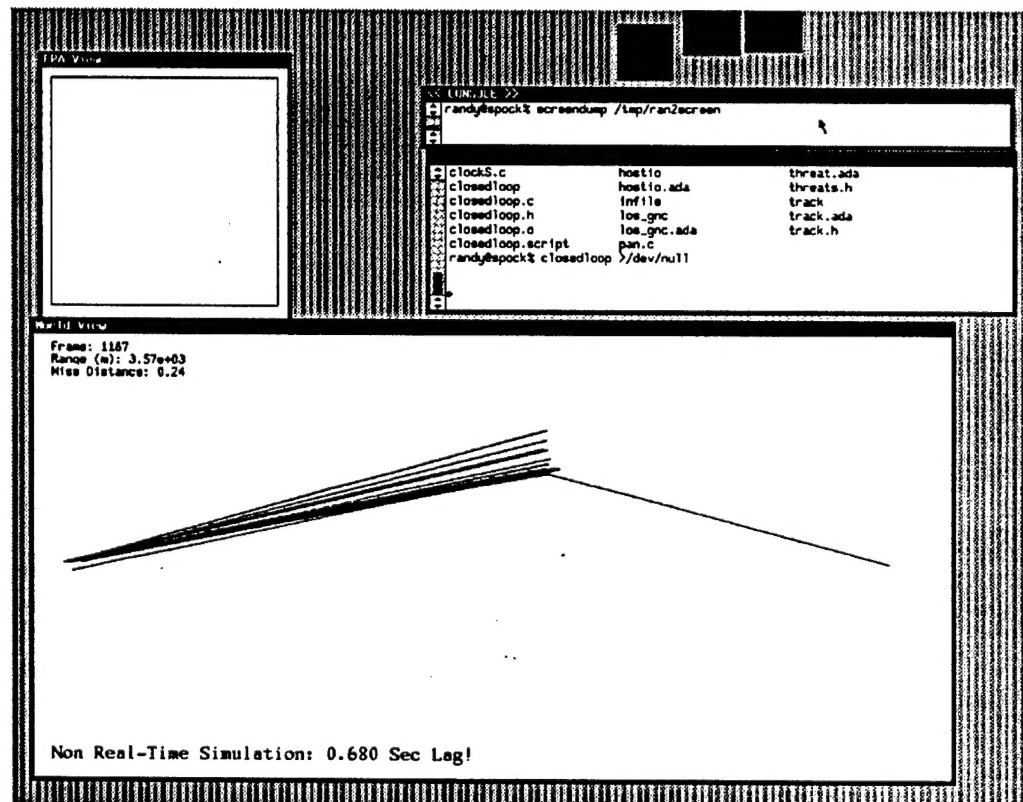 FPA View
<< CONSOLE >>
randy@spock% screendump /tmp/ran2screen
clockS.c hostio threat.ada
closedloop hostio.ada threats.h
closedloop.c infile track
closedloop.h los_gnc track.ada
closedloop.o los_gnc.ada track.h
closedloop.script pan.c
randy@spock% closedloop >/dev/null
World View
Frame: 1167
Range (m): 3.57e+03
Miss Distance: 0.24
Non Real-Time Simulation: 0.680 Sec Lag!